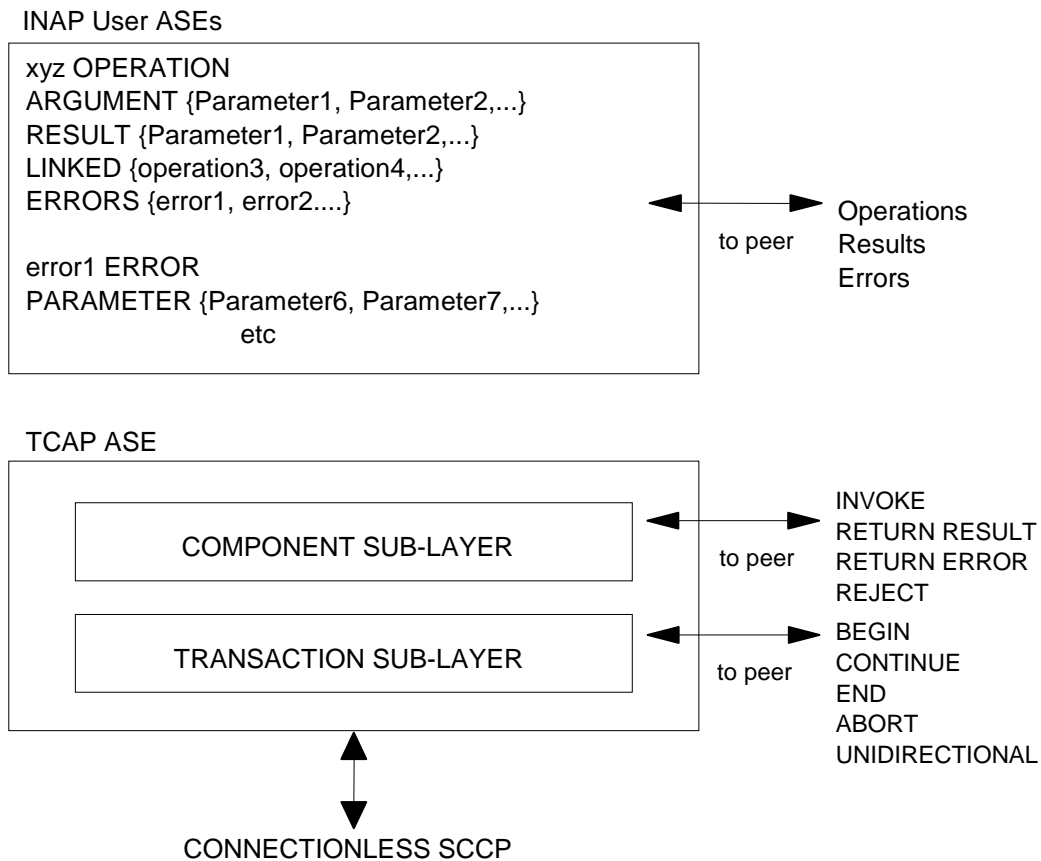 INAP User ASEs
xyz OPERATION
ARGUMENT {Parameter1, Parameter2,...}
RESULT {Parameter1, Parameter2,...}
LINKED {operation3, operation4,...}
ERRORS {error1, error2....}
error1 ERROR
PARAMETER {Parameter6, Parameter7,...}
etc
to peer
Operations
Results
Errors
TCAP ASE
COMPONENT SUB-LAYER
to peer
INVOKE
RETURN RESULT
RETURN ERROR
REJECT
TRANSACTION SUB-LAYER
to peer
BEGIN
CONTINUE
END
ABORT
UNIDIRECTIONAL
CONNECTIONLESS SCCP